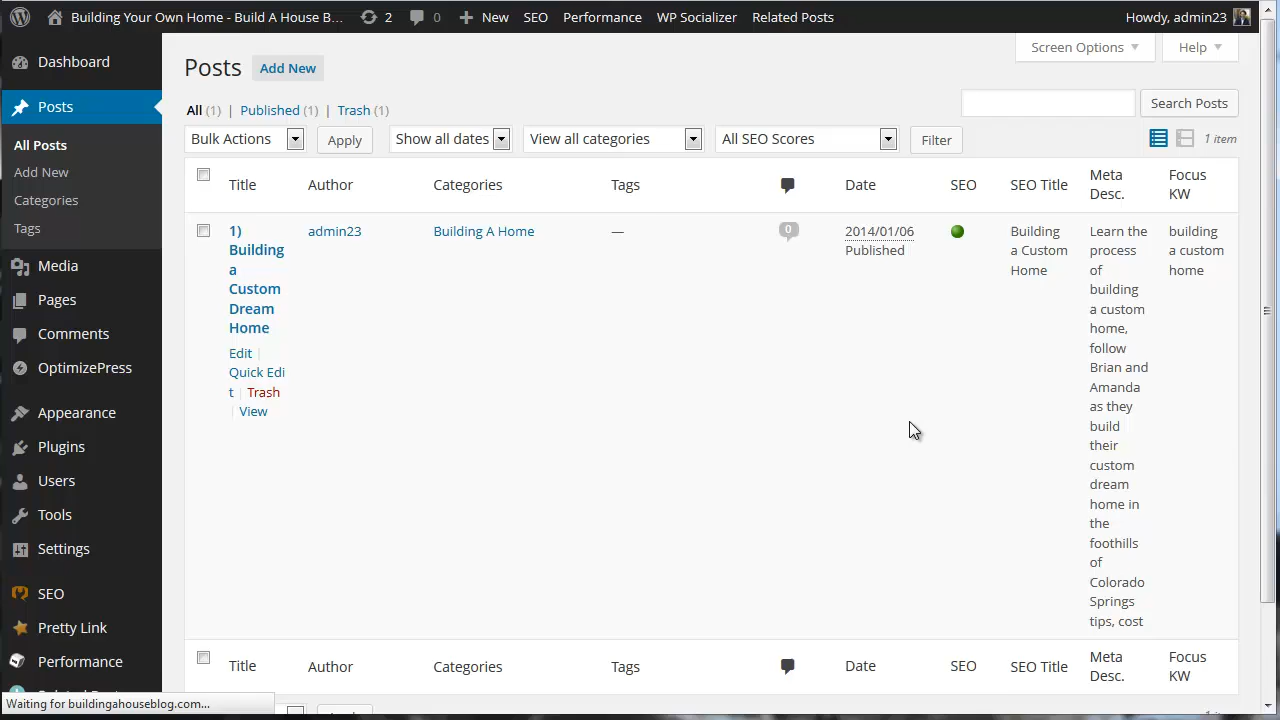 Building Your Own Home - Build A House B... 2 0 New SEO Performance WP Socializer Related Posts Howdy, admin23
Screen Options Help
Dashboard
Posts
All Posts
Add New
Categories
Tags
Media
Pages
Comments
OptimizePress
Appearance
Plugins
Users
Tools
Settings
SEO
Pretty Link
Performance
Waiting for buildingahouseblog.com...
Posts Add New
All (1) | Published (1) | Trash (1)
Search Posts
Bulk Actions Apply Show all dates View all categories All SEO Scores Filter 1 item
Title Author Categories Tags Date SEO SEO Title Meta Desc. Focus KW
1)
Building
a
Custom
Dream
Home
Edit |
Quick Edi
t | Trash
| View
admin23
Building A Home
—
0
2014/01/06
Published
Building
a Custom
Home
Learn the
process
of
building
a custom
home,
follow
Brian and
Amanda
as they
build
their
custom
dream
home in
the
foothills
of
Colorado
Springs
tips, cost
building
a custom
home
Title Author Categories Tags Date SEO SEO Title Meta Desc. Focus KW